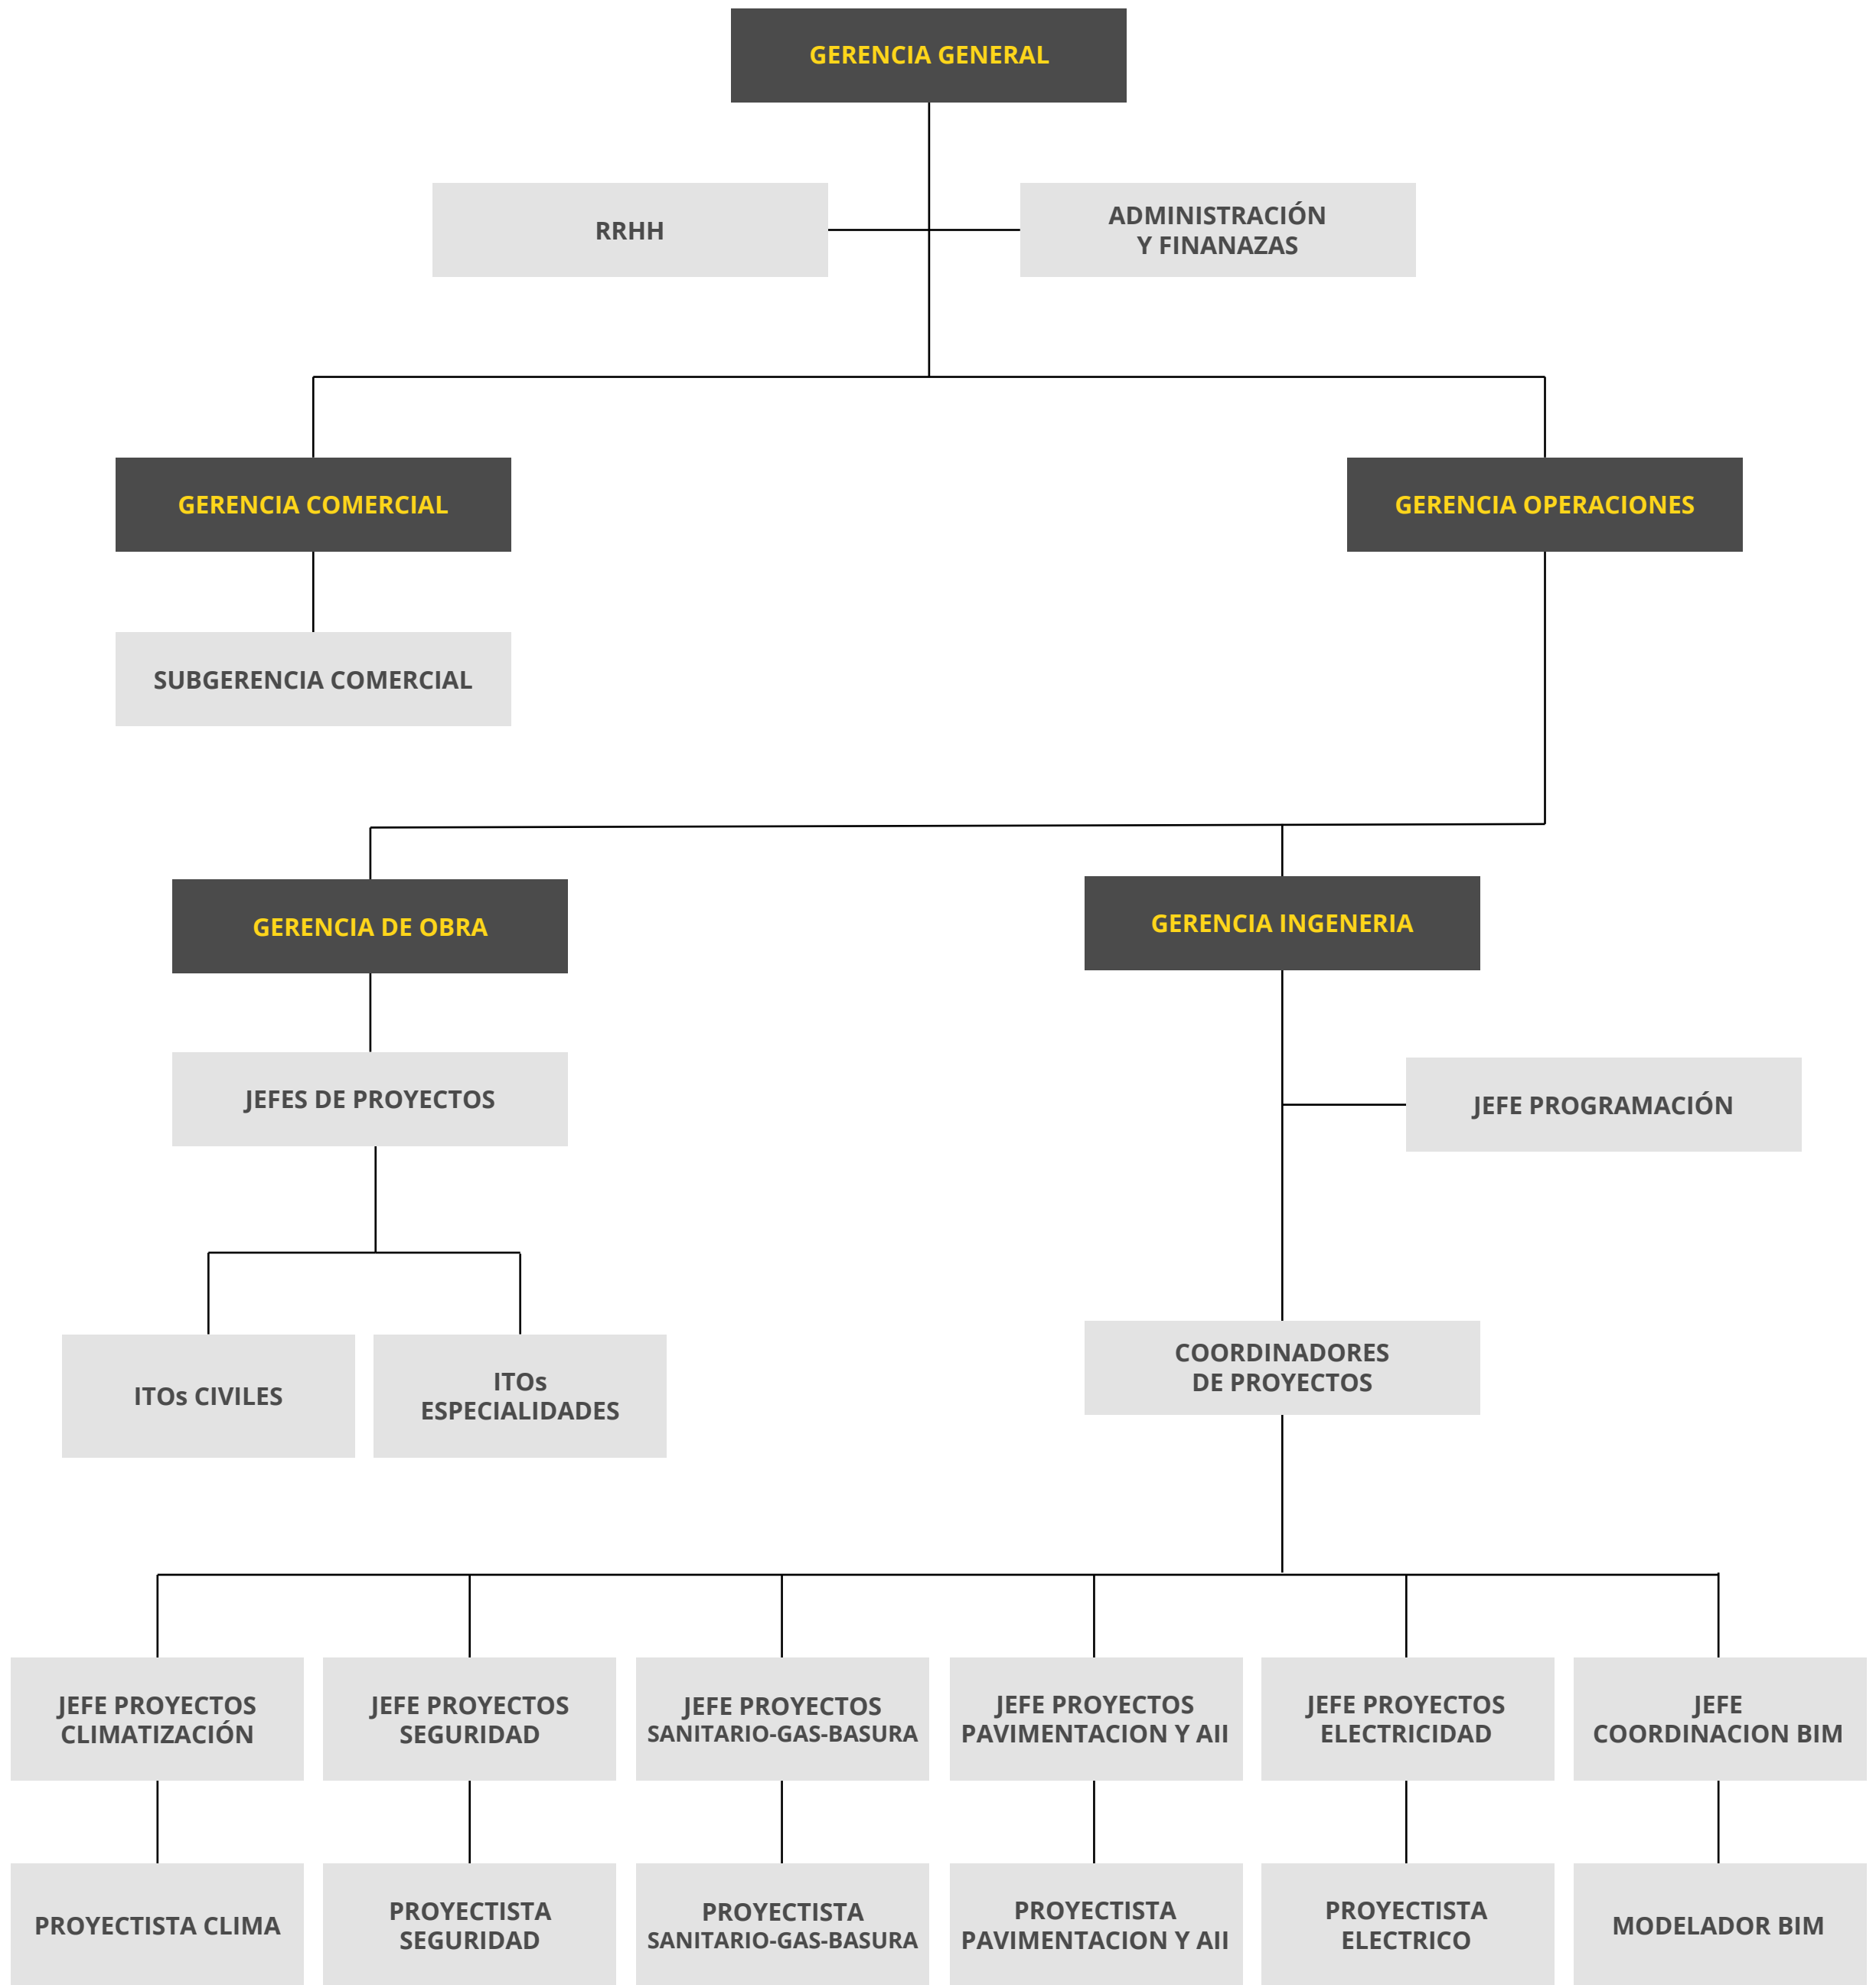 GERENCIA GENERAL
RRHH
ADMINISTRACIÓN
Y FINANAZAS
GERENCIA COMERCIAL
GERENCIA OPERACIONES
SUBGERENCIA COMERCIAL
GERENCIA DE OBRA
GERENCIA INGENERIA
JEFES DE PROYECTOS
JEFE PROGRAMACIÓN
ITOs CIVILES
ITOs
ESPECIALIDADES
COORDINADORES
DE PROYECTOS
JEFE PROYECTOS
CLIMATIZACIÓN
JEFE PROYECTOS
SEGURIDAD
JEFE PROYECTOS
SANITARIO-GAS-BASURA
JEFE PROYECTOS
PAVIMENTACION Y AII
JEFE PROYECTOS
ELECTRICIDAD
JEFE
COORDINACION BIM
PROYECTISTA CLIMA
PROYECTISTA
SEGURIDAD
PROYECTISTA
SANITARIO-GAS-BASURA
PROYECTISTA
PAVIMENTACION Y AII
PROYECTISTA
ELECTRICO
MODELADOR BIM